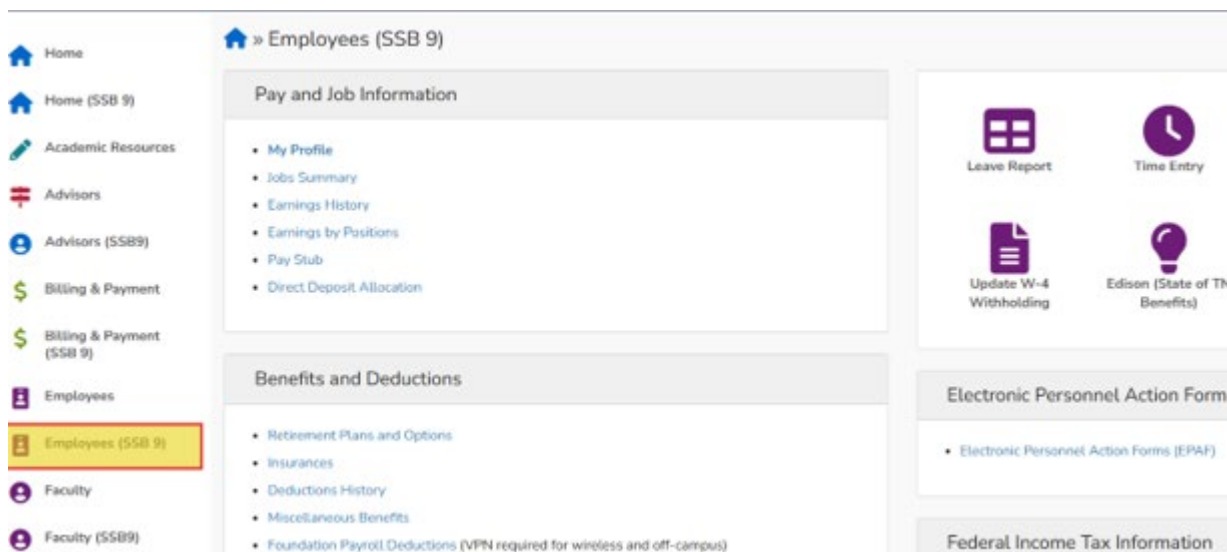 Home
Home (SSB 9)
Academic Resources
Advisors
Advisors (SSB9)
Billing & Payment
Billing & Payment
(SSB 9)
Employees
Employees (SSB 9)
Faculty
Faculty (SSB9)
» Employees (SSB 9)
Pay and Job Information
• My Profile
• Jobs Summary
• Earnings History
• Earnings by Positions
• Pay Stub
• Direct Deposit Allocation
Benefits and Deductions
• Retirement Plans and Options
• Insurances
• Deductions History
• Miscellaneous Benefits
• Foundation Payroll Deductions (VPN required for wireless and off-campus)
Leave Report
Time Entry
Update W-4
Withholding
Edison (State of TN
Benefits)
Electronic Personnel Action Form
• Electronic Personnel Action Forms (EPAF)
Federal Income Tax Information